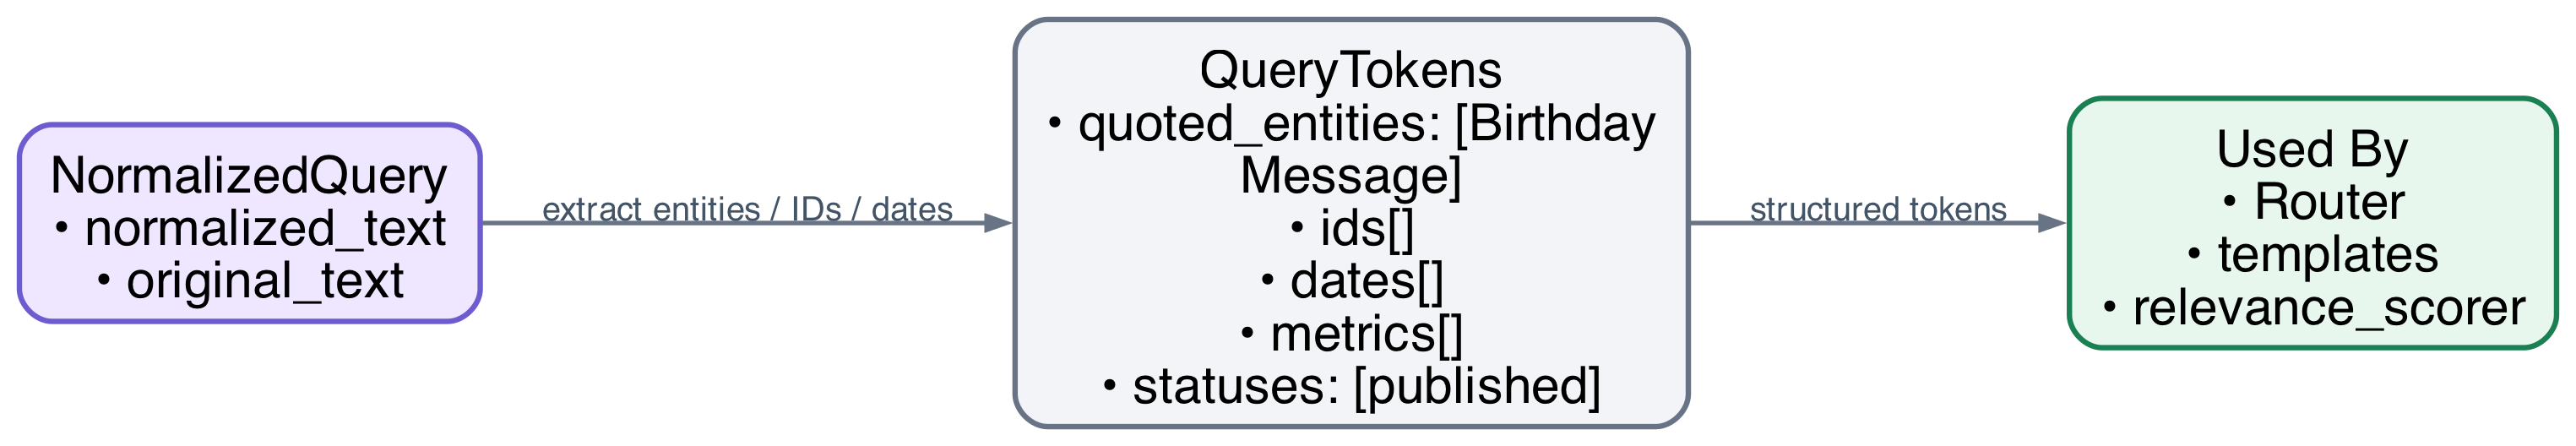 NormalizedQuery
• normalized_text
• original_text
extract entities / IDs / dates
QueryTokens
• quoted_entities: [Birthday
Message]
• ids[]
• dates[]
• metrics[]
• statuses: [published]
structured tokens
Used By
• Router
• templates
• relevance_scorer